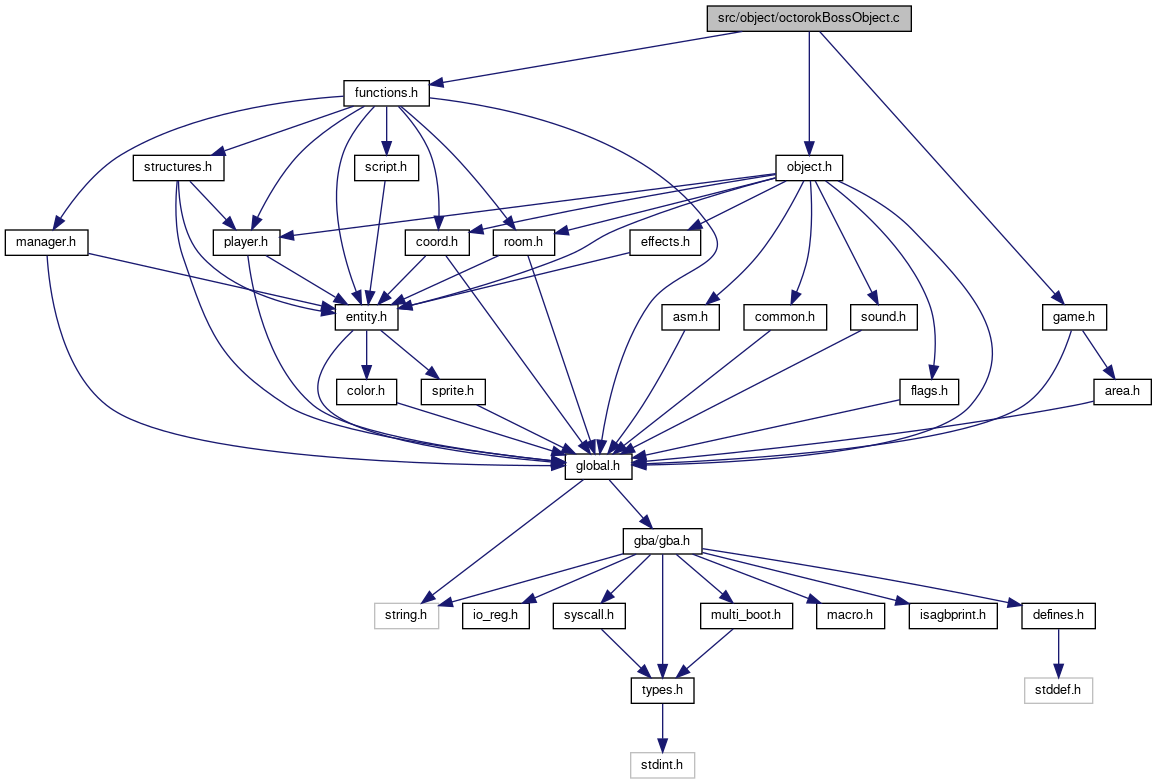 src/object/octorokBossObject.c
functions.h
structures.h
script.h
object.h
manager.h
player.h
coord.h
room.h
effects.h
entity.h
asm.h
common.h
sound.h
game.h
color.h
sprite.h
flags.h
area.h
global.h
gba/gba.h
string.h
io_reg.h
syscall.h
multi_boot.h
macro.h
isagbprint.h
defines.h
types.h
stddef.h
stdint.h